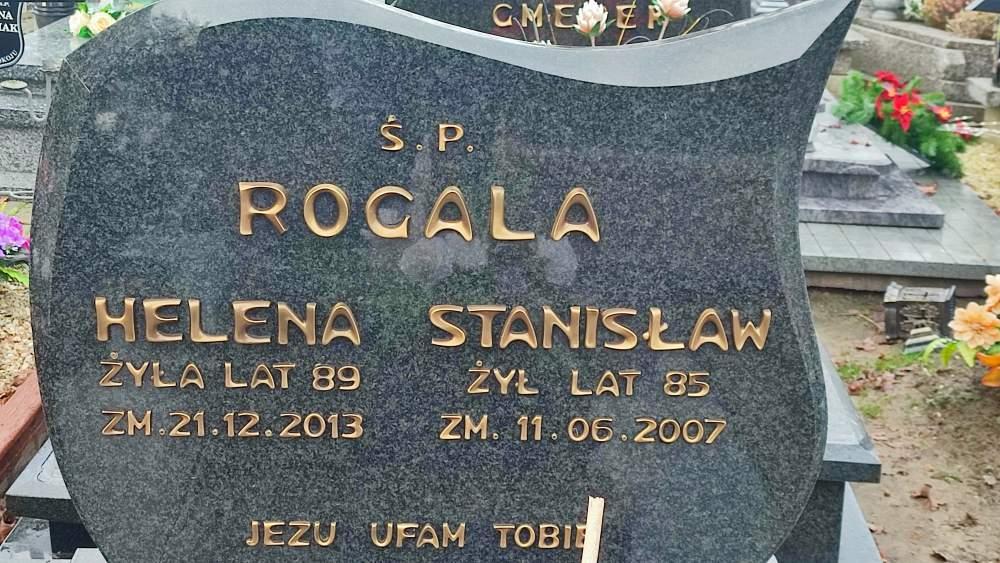 Ś.P.
ROGALA
HELENA STANISŁAW
ŻYŁA LAT 89 ŻYŁ LAT 85
ZM.21.12.2013 ZM. 11.06.2007
JEZU UFAM TOBIE